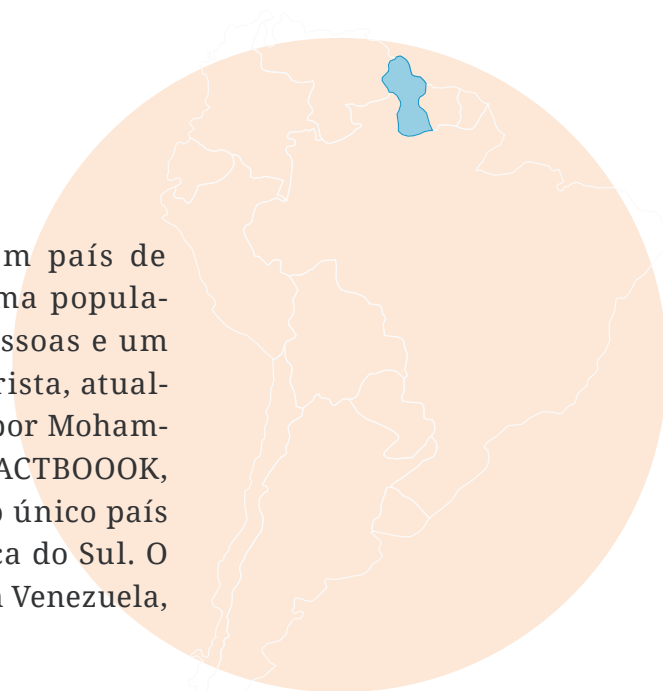 m país de
ma popula-
ssoas e um
rista, atual-
por Moham-
ACTBOOOK,
o único país
ca do Sul. O
Venezuela,